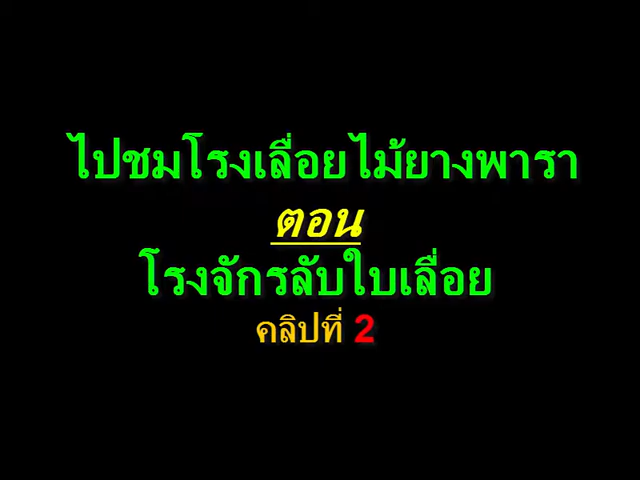 ไปชมโรงเลื่อยไม้ยางพารา
ตอน
โรงจักรลับใบเลื่อย
คลิปที่ 2